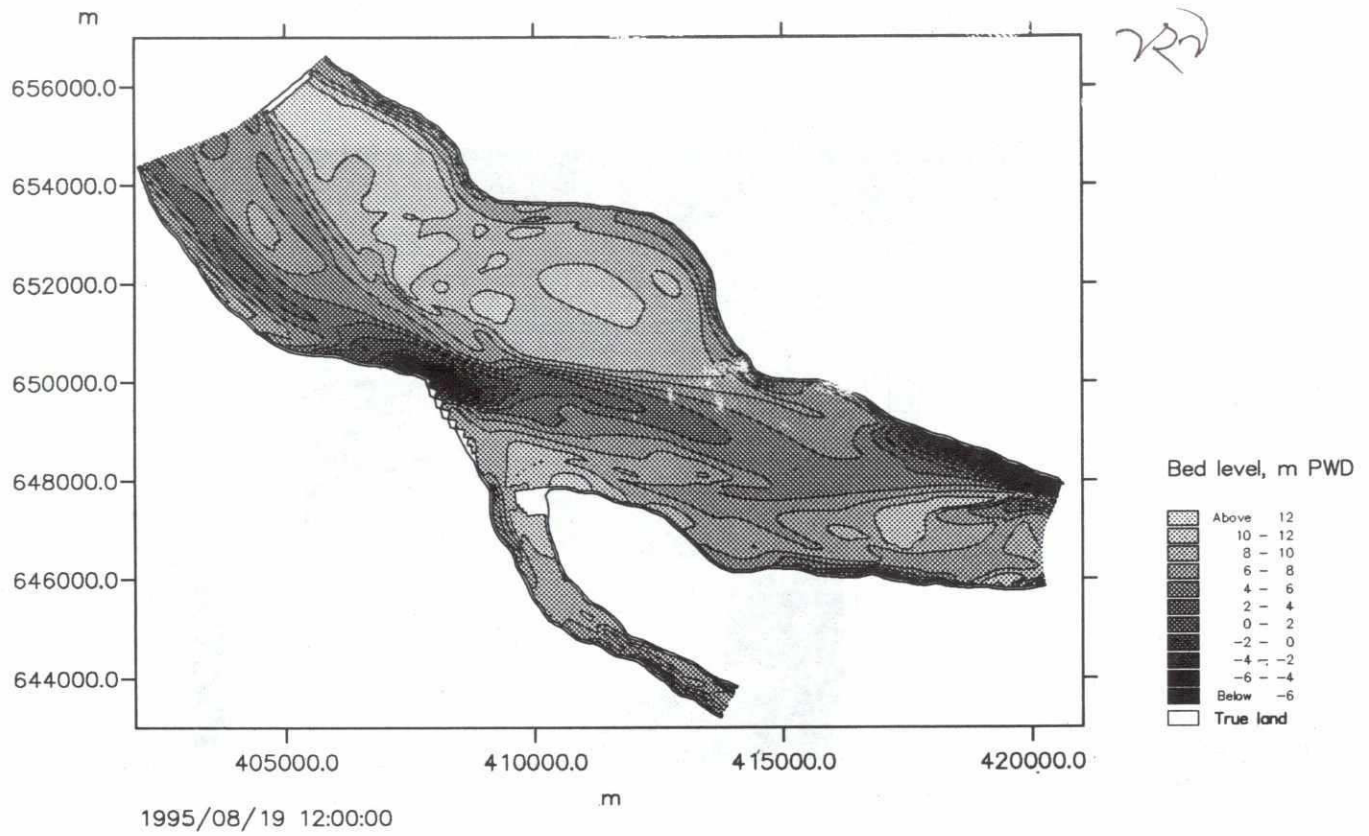 m
২২২
656000.0
654000.0
652000.0
650000.0
648000.0
646000.0
644000.0
405000.0 410000.0 415000.0 420000.0
m
1995/08/19 12:00:00
Bed level, m PWD
Above 12
10 - 12
8 - 10
6 - 8
4 - 6
2 - 4
0 - 2
-2 - 0
-4 - -2
-6 - -4
Below -6
True land